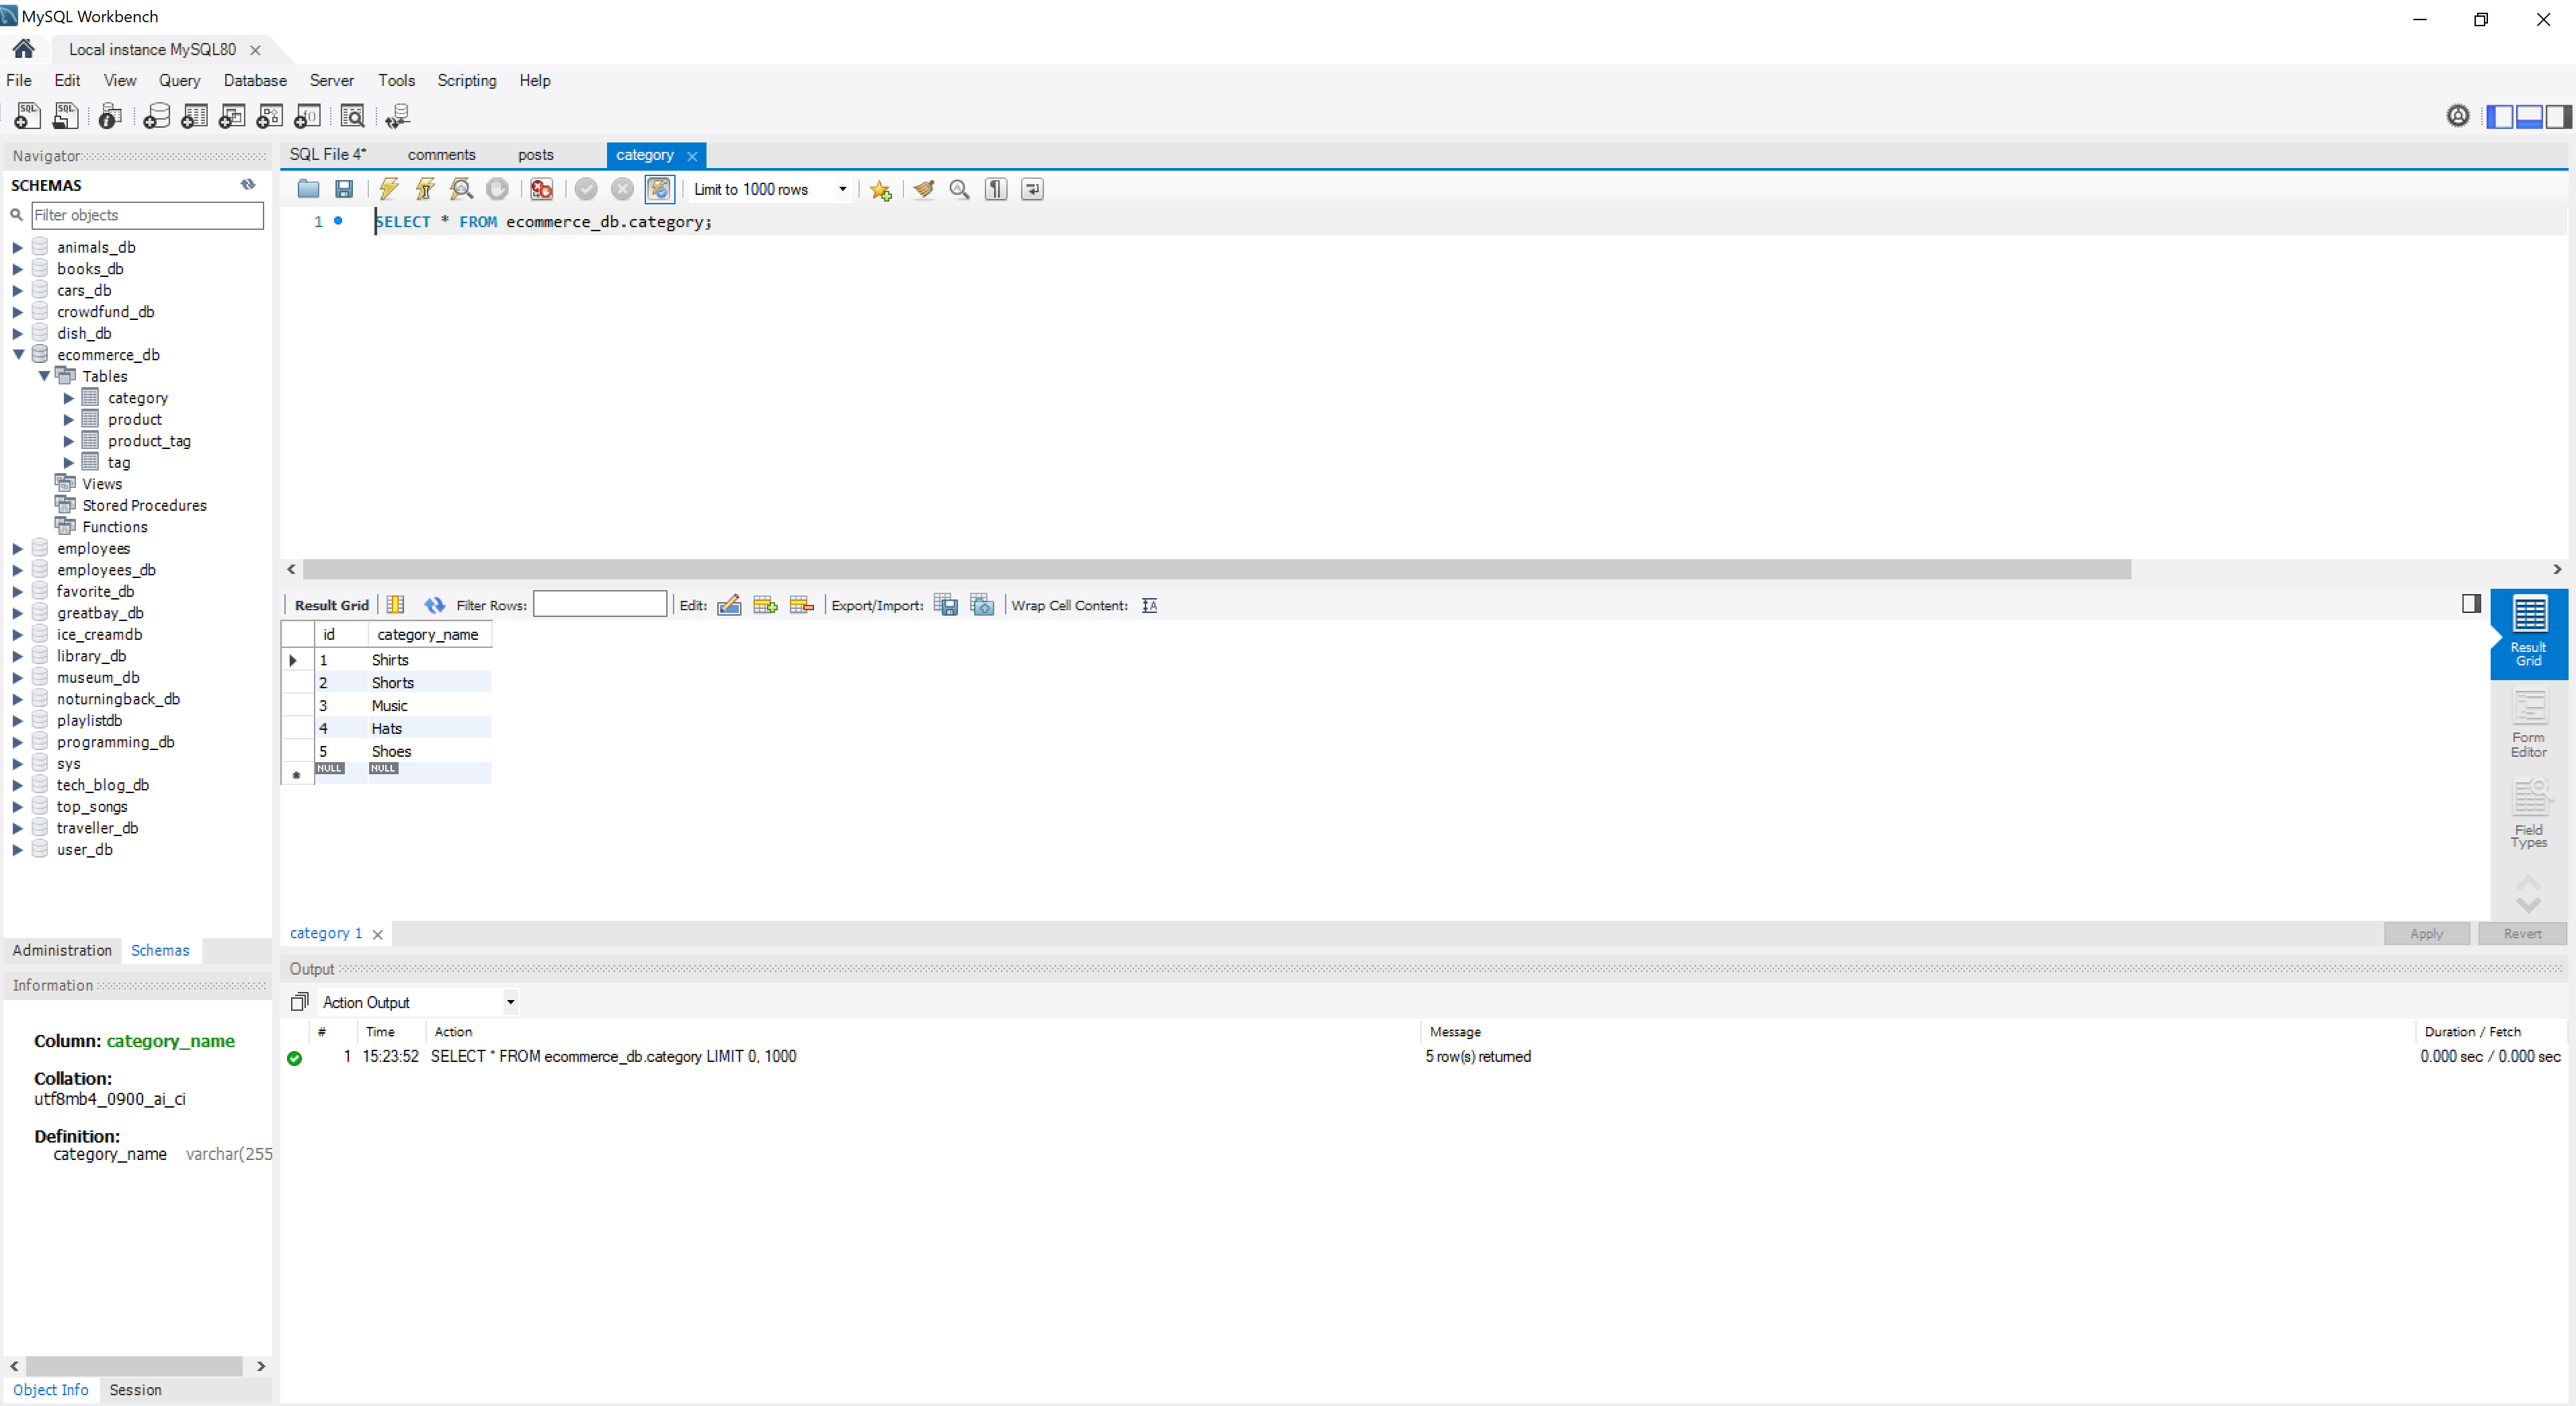 MySQL Workbench
Local instance MySQL80
File Edit View Query Database Server Tools Scripting Help
Navigator
SCHEMAS
Filter objects
animals_db
books_db
cars_db
crowdfund_db
dish_db
ecommerce_db
Tables
category
product
product_tag
tag
Views
Stored Procedures
Functions
employees
employees_db
favorite_db
greatbay_db
ice_creamdb
library_db
museum_db
noturningback_db
playlistdb
programming_db
sys
tech_blog_db
top_songs
traveller_db
user_db
Administration Schemas
Information
Column: category_name
Collation:
utf8mb4_0900_ai_ci
Definition:
category_name varchar(255
Object Info Session
SQL File 4* comments posts category
Limit to 1000 rows
1 SELECT * FROM ecommerce_db.category;
Result Grid Filter Rows: Edit: Export/Import: Wrap Cell Content:
id category_name
1 Shirts
2 Shorts
3 Music
4 Hats
5 Shoes
NULL NULL
Result
Grid
Form
Editor
Field
Types
category 1 Apply Revert
Output
Action Output
# Time Action Message Duration / Fetch
1 15:23:52 SELECT * FROM ecommerce_db.category LIMIT 0, 1000 5 row(s) returned 0.000 sec / 0.000 sec